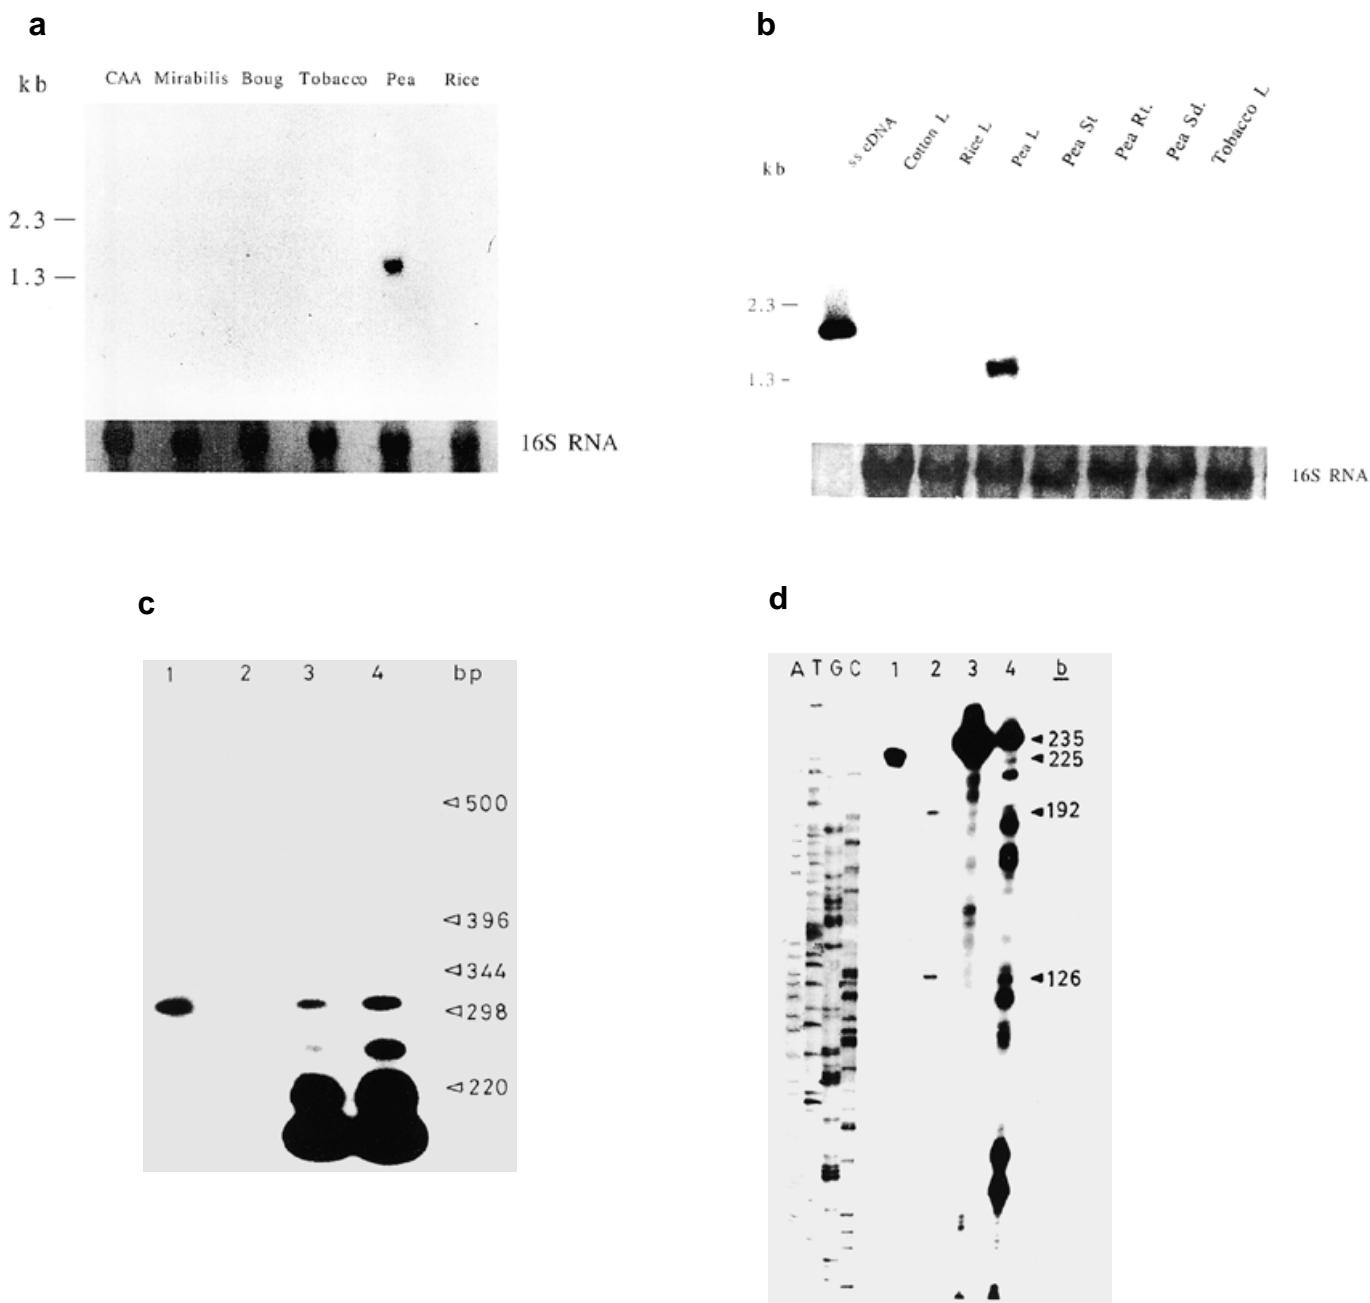 a
kb
CAA Mirabilis Boug Tobacco Pea Rice
2.3
1.3
16S RNA
b
kb
ss cDNA
Cotton L
Rice L
Pea L
Pea St
Pea Rt.
Pea Sd.
Tobacco L
2.3
1.3
16S RNA
c
1 2 3 4 bp
500
396
344
298
220
d
A T G C 1 2 3 4 b
235
225
192
126